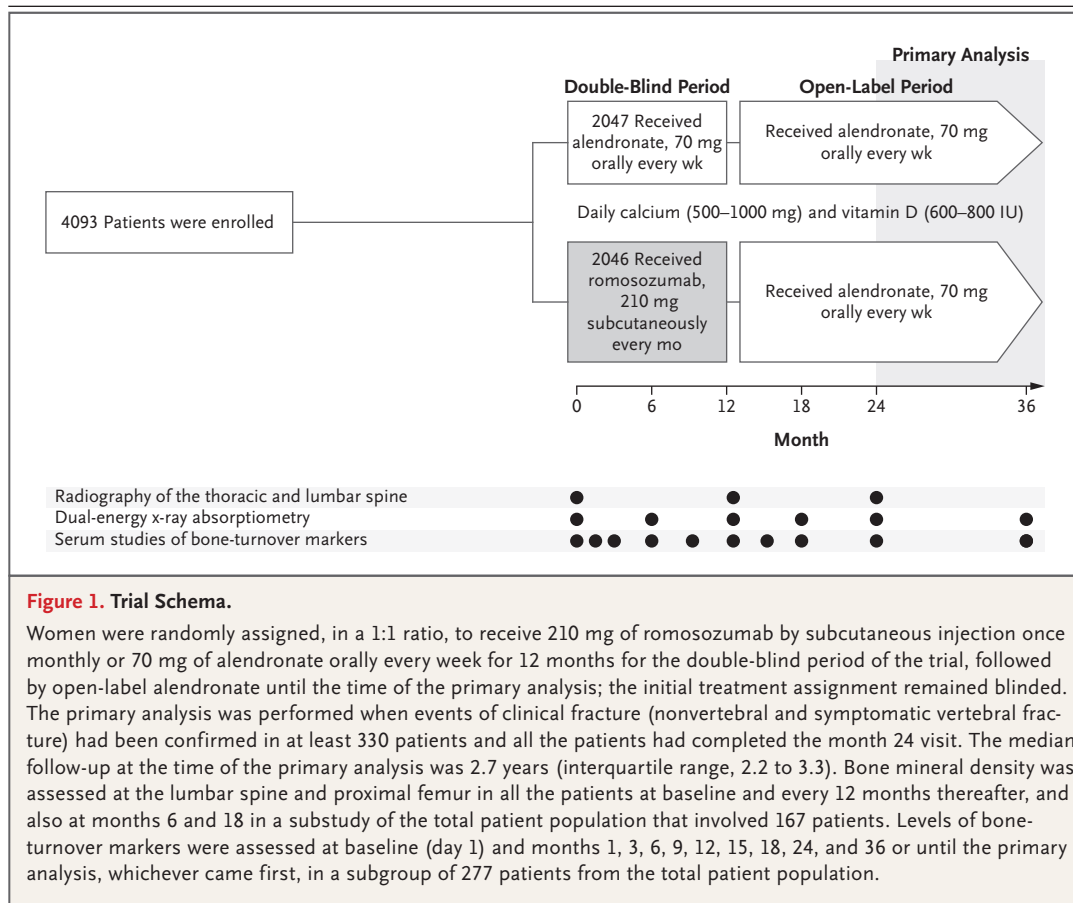 Primary Analysis
Double-Blind Period
Open-Label Period
2047 Received
alendronate, 70 mg
orally every wk
Received alendronate, 70 mg
orally every wk
4093 Patients were enrolled
Daily calcium (500–1000 mg) and vitamin D (600–800 IU)
2046 Received
romosozumab,
210 mg
subcutaneously
every mo
Received alendronate, 70 mg
orally every wk
0 6 12 18 24 36
Month
Radiography of the thoracic and lumbar spine
Dual-energy x-ray absorptiometry
Serum studies of bone-turnover markers
Figure 1. Trial Schema.
Women were randomly assigned, in a 1:1 ratio, to receive 210 mg of romosozumab by subcutaneous injection once
monthly or 70 mg of alendronate orally every week for 12 months for the double-blind period of the trial, followed
by open-label alendronate until the time of the primary analysis; the initial treatment assignment remained blinded.
The primary analysis was performed when events of clinical fracture (nonvertebral and symptomatic vertebral frac-
ture) had been confirmed in at least 330 patients and all the patients had completed the month 24 visit. The median
follow-up at the time of the primary analysis was 2.7 years (interquartile range, 2.2 to 3.3). Bone mineral density was
assessed at the lumbar spine and proximal femur in all the patients at baseline and every 12 months thereafter, and
also at months 6 and 18 in a substudy of the total patient population that involved 167 patients. Levels of bone-
turnover markers were assessed at baseline (day 1) and months 1, 3, 6, 9, 12, 15, 18, 24, and 36 or until the primary
analysis, whichever came first, in a subgroup of 277 patients from the total patient population.